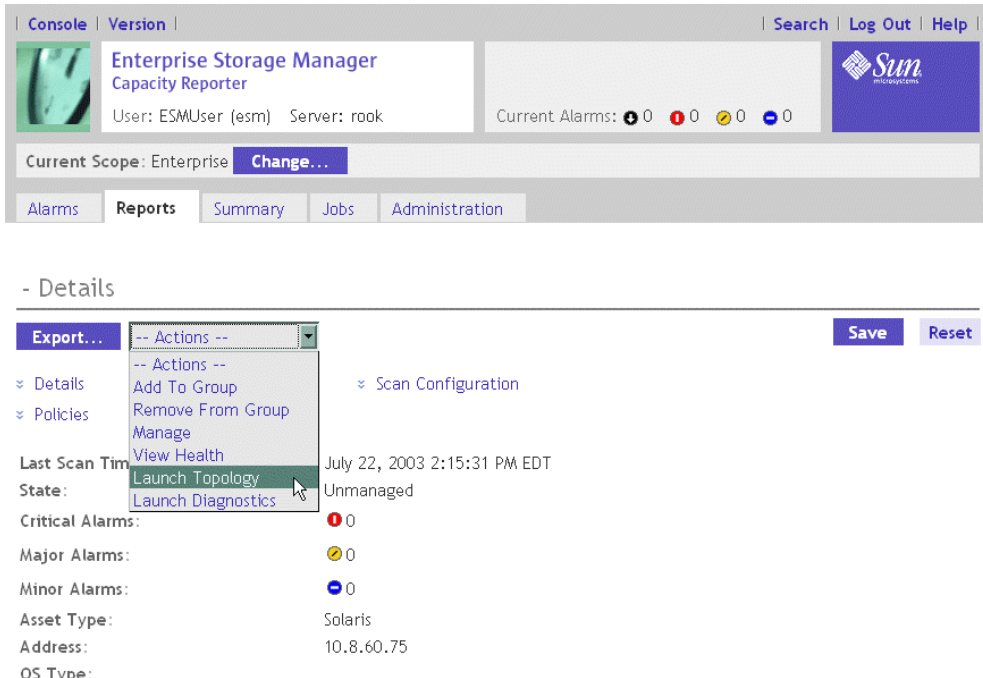 | Console | Version |
| Search | Log Out | Help |
Enterprise Storage Manager
Capacity Reporter
User: ESMUser (esm) Server: rook
Current Alarms: 0 0 0 0
Sun
microsystems
Current Scope: Enterprise Change...
Alarms Reports Summary Jobs Administration
- Details
Export... -- Actions -- Save Reset
-- Actions --
Add To Group
Remove From Group
Manage
View Health
Launch Topology
Launch Diagnostics
Details Scan Configuration
Policies
Last Scan Tim July 22, 2003 2:15:31 PM EDT
State: Unmanaged
Critical Alarms: 0
Major Alarms: 0
Minor Alarms: 0
Asset Type: Solaris
Address: 10.8.60.75
OS Type: